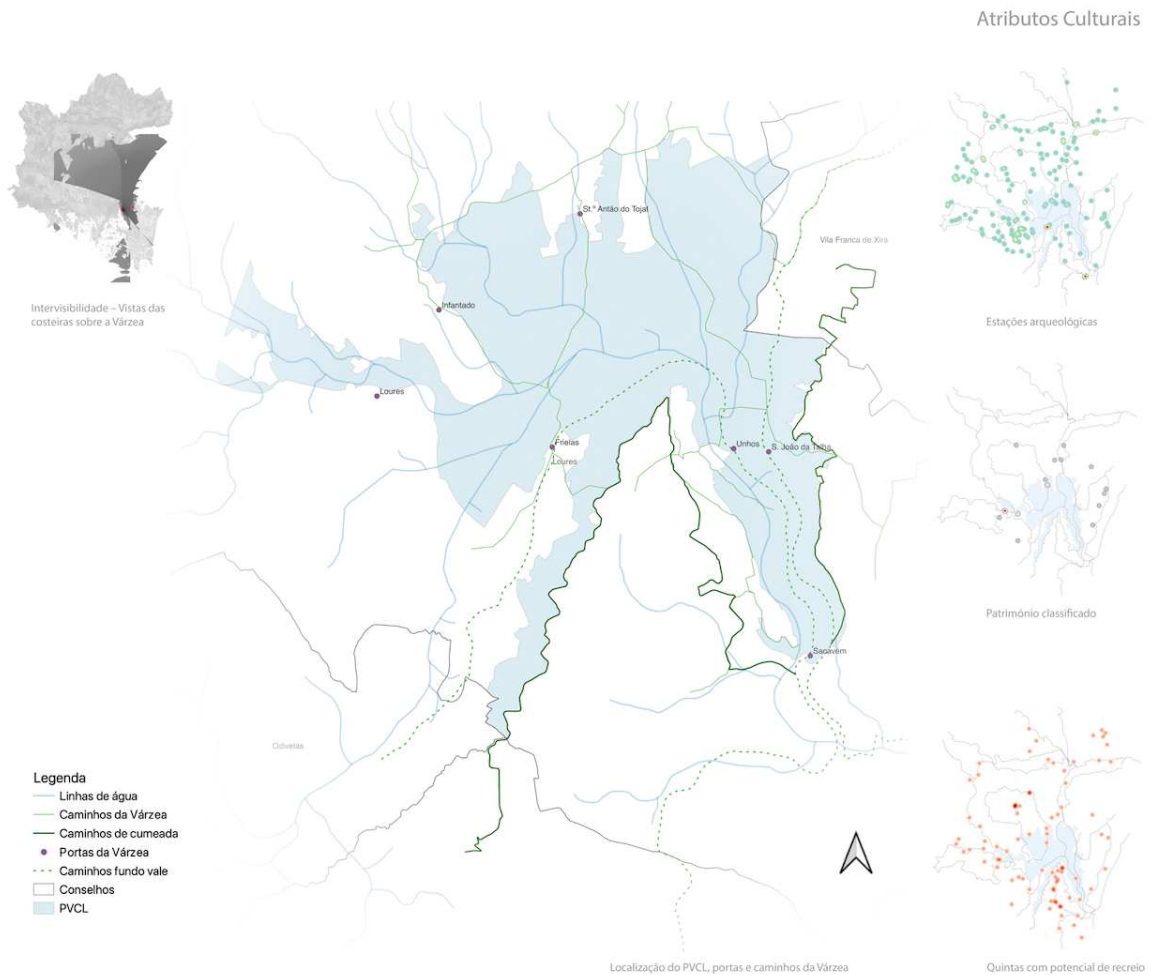 Atributos Culturais
Intervisibilidade – Vistas das
costeiras sobre a Várzea
St.º Antão do Tojal
Vila Franca de Xira
Infantado
Estações arqueológicas
Loures
Frielas
Loures
Unhos
S. João da Talha
Património classificado
Sacavém
Odivelas
Legenda
Linhas de água
Caminhos da Várzea
Caminhos de cumeada
Portas da Várzea
Caminhos fundo vale
Conselhos
PVCL
Localização do PVCL, portas e caminhos da Várzea
Quintas com potencial de recreio